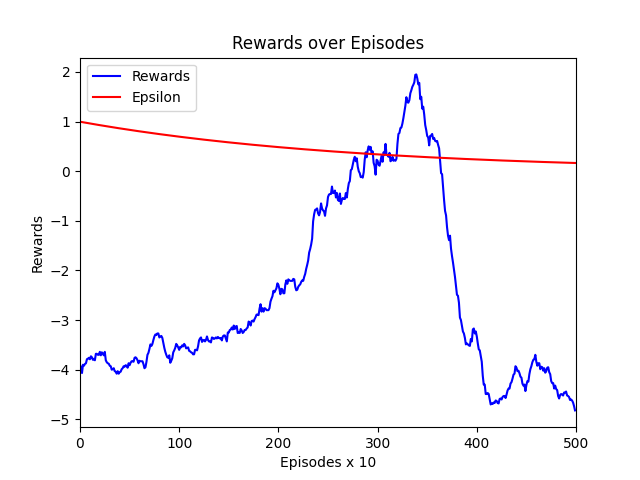 Rewards over Episodes
Rewards
Epsilon
2
1
0
−1
−2
−3
−4
−5
Rewards
0 100 200 300 400 500
Episodes x 10